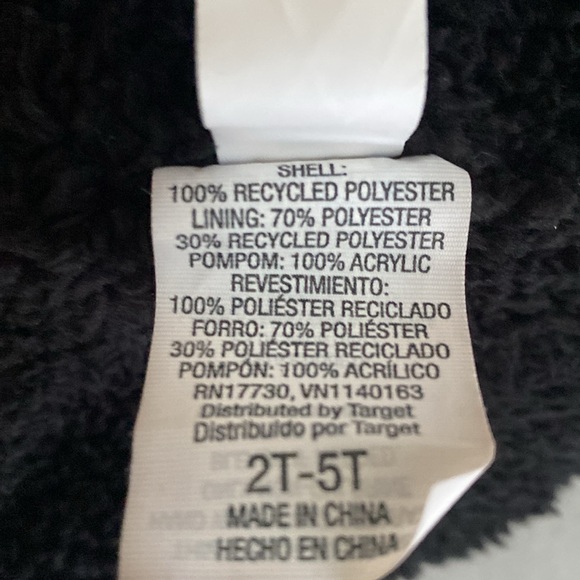 SHELL:
100% RECYCLED POLYESTER
LINING: 70% POLYESTER
30% RECYCLED POLYESTER
POMPOM: 100% ACRYLIC
REVESTIMIENTO:
100% POLIÉSTER RECICLADO
FORRO: 70% POLIÉSTER
30% POLIÉSTER RECICLADO
POMPÓN: 100% ACRÍLICO
RN17730, VN1140163
Distributed by Target
Distribuido por Target
2T-5T
MADE IN CHINA
HECHO EN CHINA